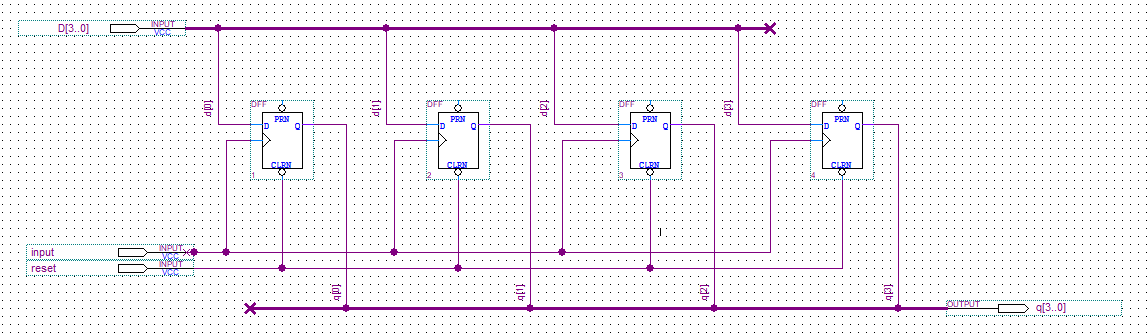 D[3..0] INPUT VCC
d[0] d[1] d[2] d[3]
DFF DFF DFF DFF
PRN PRN PRN PRN
D Q D Q D Q D Q
CLRN CLRN CLRN CLRN
1 2 3 4
input INPUT VCC
reset INPUT VCC
q[0] q[1] q[2] q[3]
OUTPUT q[3..0]